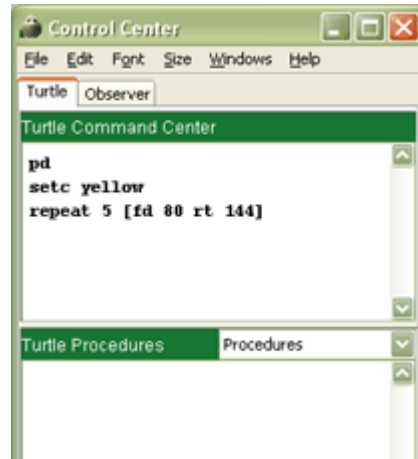 Control Center
File Edit Font Size Windows Help
Turtle Observer
Turtle Command Center
pd
setc yellow
repeat 5 [fd 80 rt 144]
Turtle Procedures Procedures